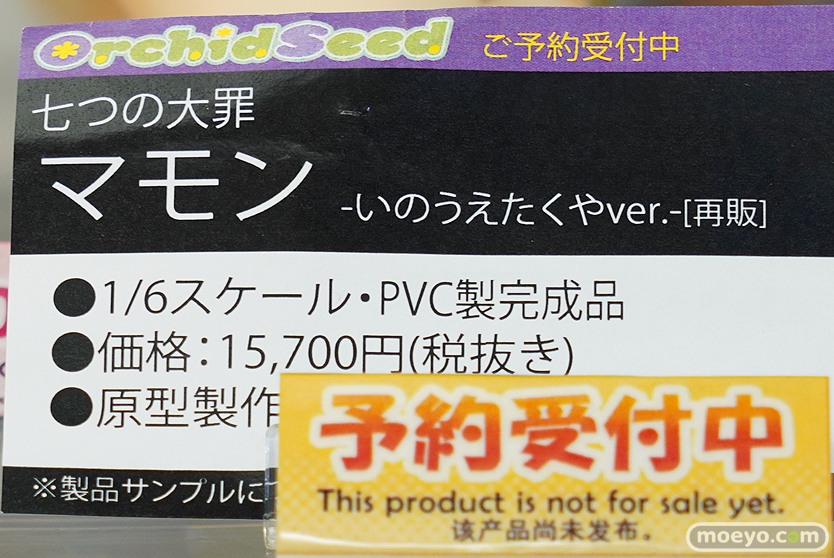 OrchidSeed ご予約受付中
七つの大罪
マモン -いのうえたくやver.-[再販]
●1/6スケール・PVC製完成品
●価格：15,700円(税抜き)
●原型製作
※製品サンプルに
予約受付中
This product is not for sale yet.
该产品尚未发布。
moeyo.com